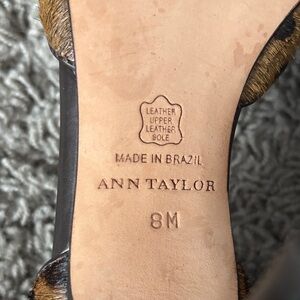 LEATHER
UPPER
LEATHER
SOLE
MADE IN BRAZIL
ANN TAYLOR
8M